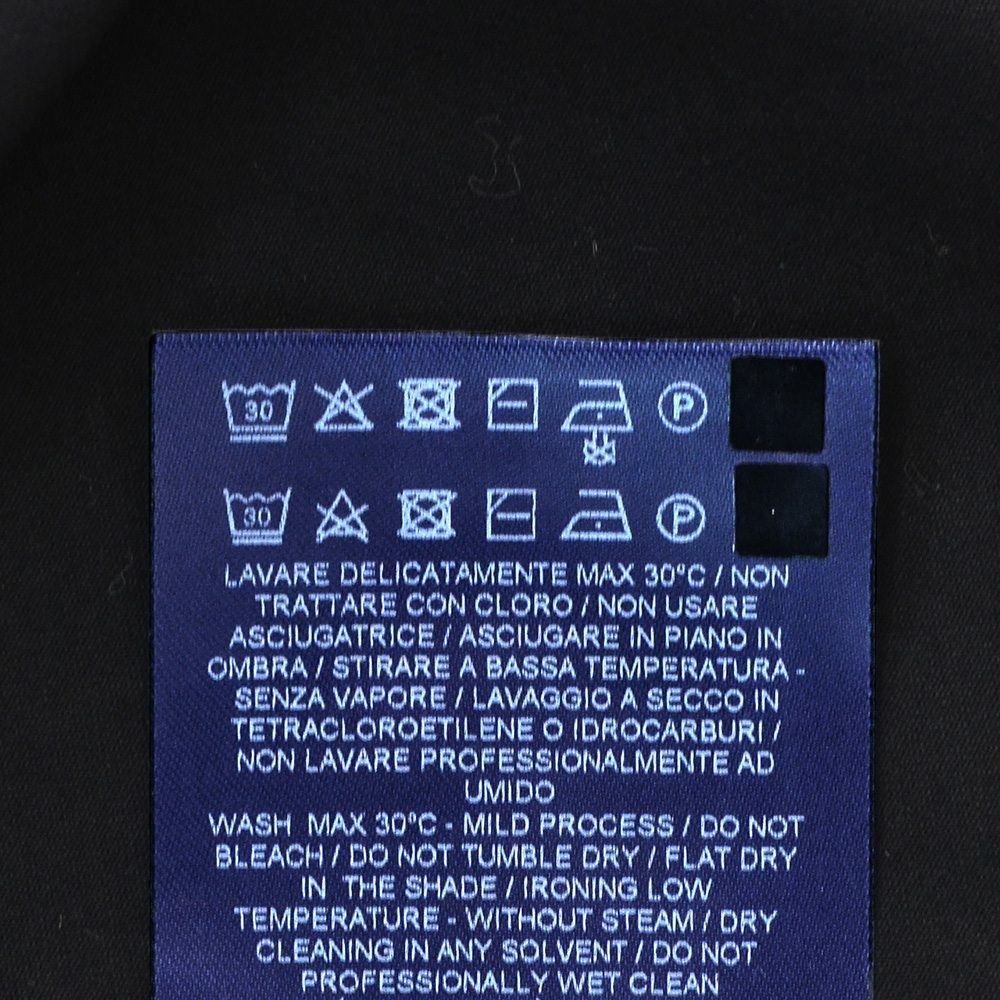 30 P
30 P
LAVARE DELICATAMENTE MAX 30°C / NON
TRATTARE CON CLORO / NON USARE
ASCIUGATRICE / ASCIUGARE IN PIANO IN
OMBRA / STIRARE A BASSA TEMPERATURA -
SENZA VAPORE / LAVAGGIO A SECCO IN
TETRACLOROETILENE O IDROCARBURI /
NON LAVARE PROFESSIONALMENTE AD
UMIDO
WASH MAX 30°C - MILD PROCESS / DO NOT
BLEACH / DO NOT TUMBLE DRY / FLAT DRY
IN THE SHADE / IRONING LOW
TEMPERATURE - WITHOUT STEAM / DRY
CLEANING IN ANY SOLVENT / DO NOT
PROFESSIONALLY WET CLEAN